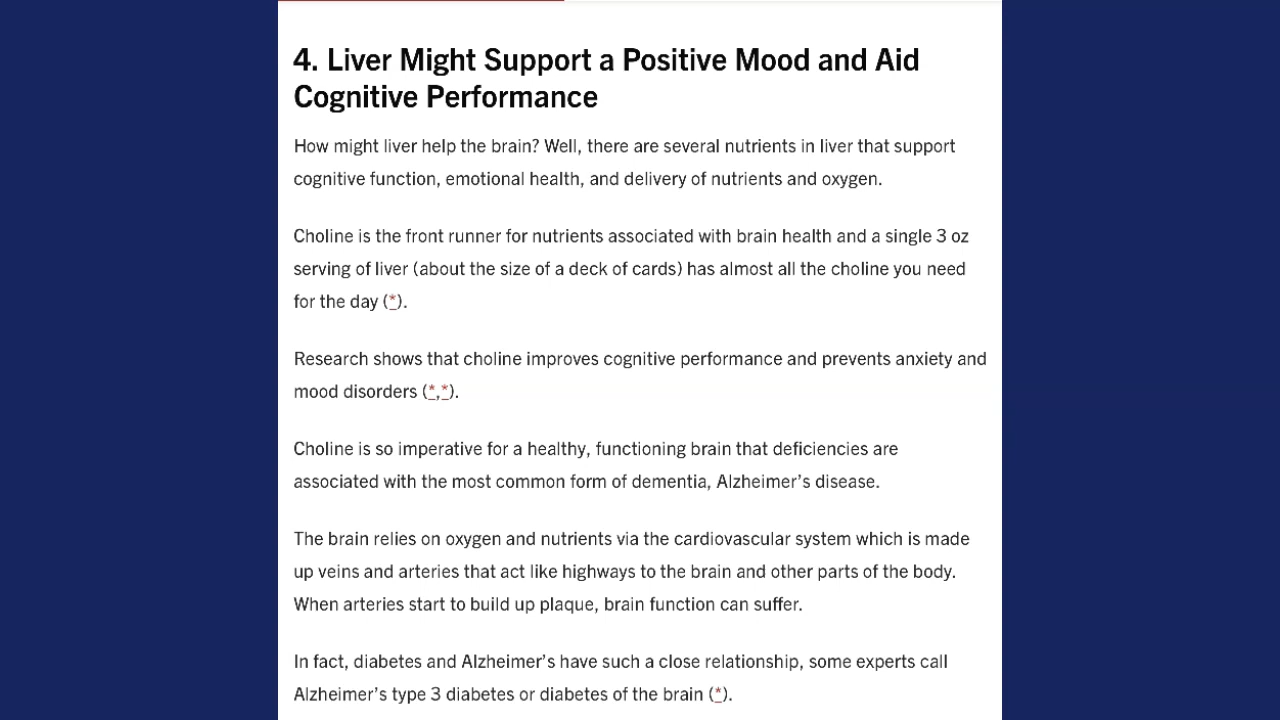 4. Liver Might Support a Positive Mood and Aid
Cognitive Performance
How might liver help the brain? Well, there are several nutrients in liver that support
cognitive function, emotional health, and delivery of nutrients and oxygen.
Choline is the front runner for nutrients associated with brain health and a single 3 oz
serving of liver (about the size of a deck of cards) has almost all the choline you need
for the day (*).
Research shows that choline improves cognitive performance and prevents anxiety and
mood disorders (*,*).
Choline is so imperative for a healthy, functioning brain that deficiencies are
associated with the most common form of dementia, Alzheimer's disease.
The brain relies on oxygen and nutrients via the cardiovascular system which is made
up veins and arteries that act like highways to the brain and other parts of the body.
When arteries start to build up plaque, brain function can suffer.
In fact, diabetes and Alzheimer's have such a close relationship, some experts call
Alzheimer's type 3 diabetes or diabetes of the brain (*).